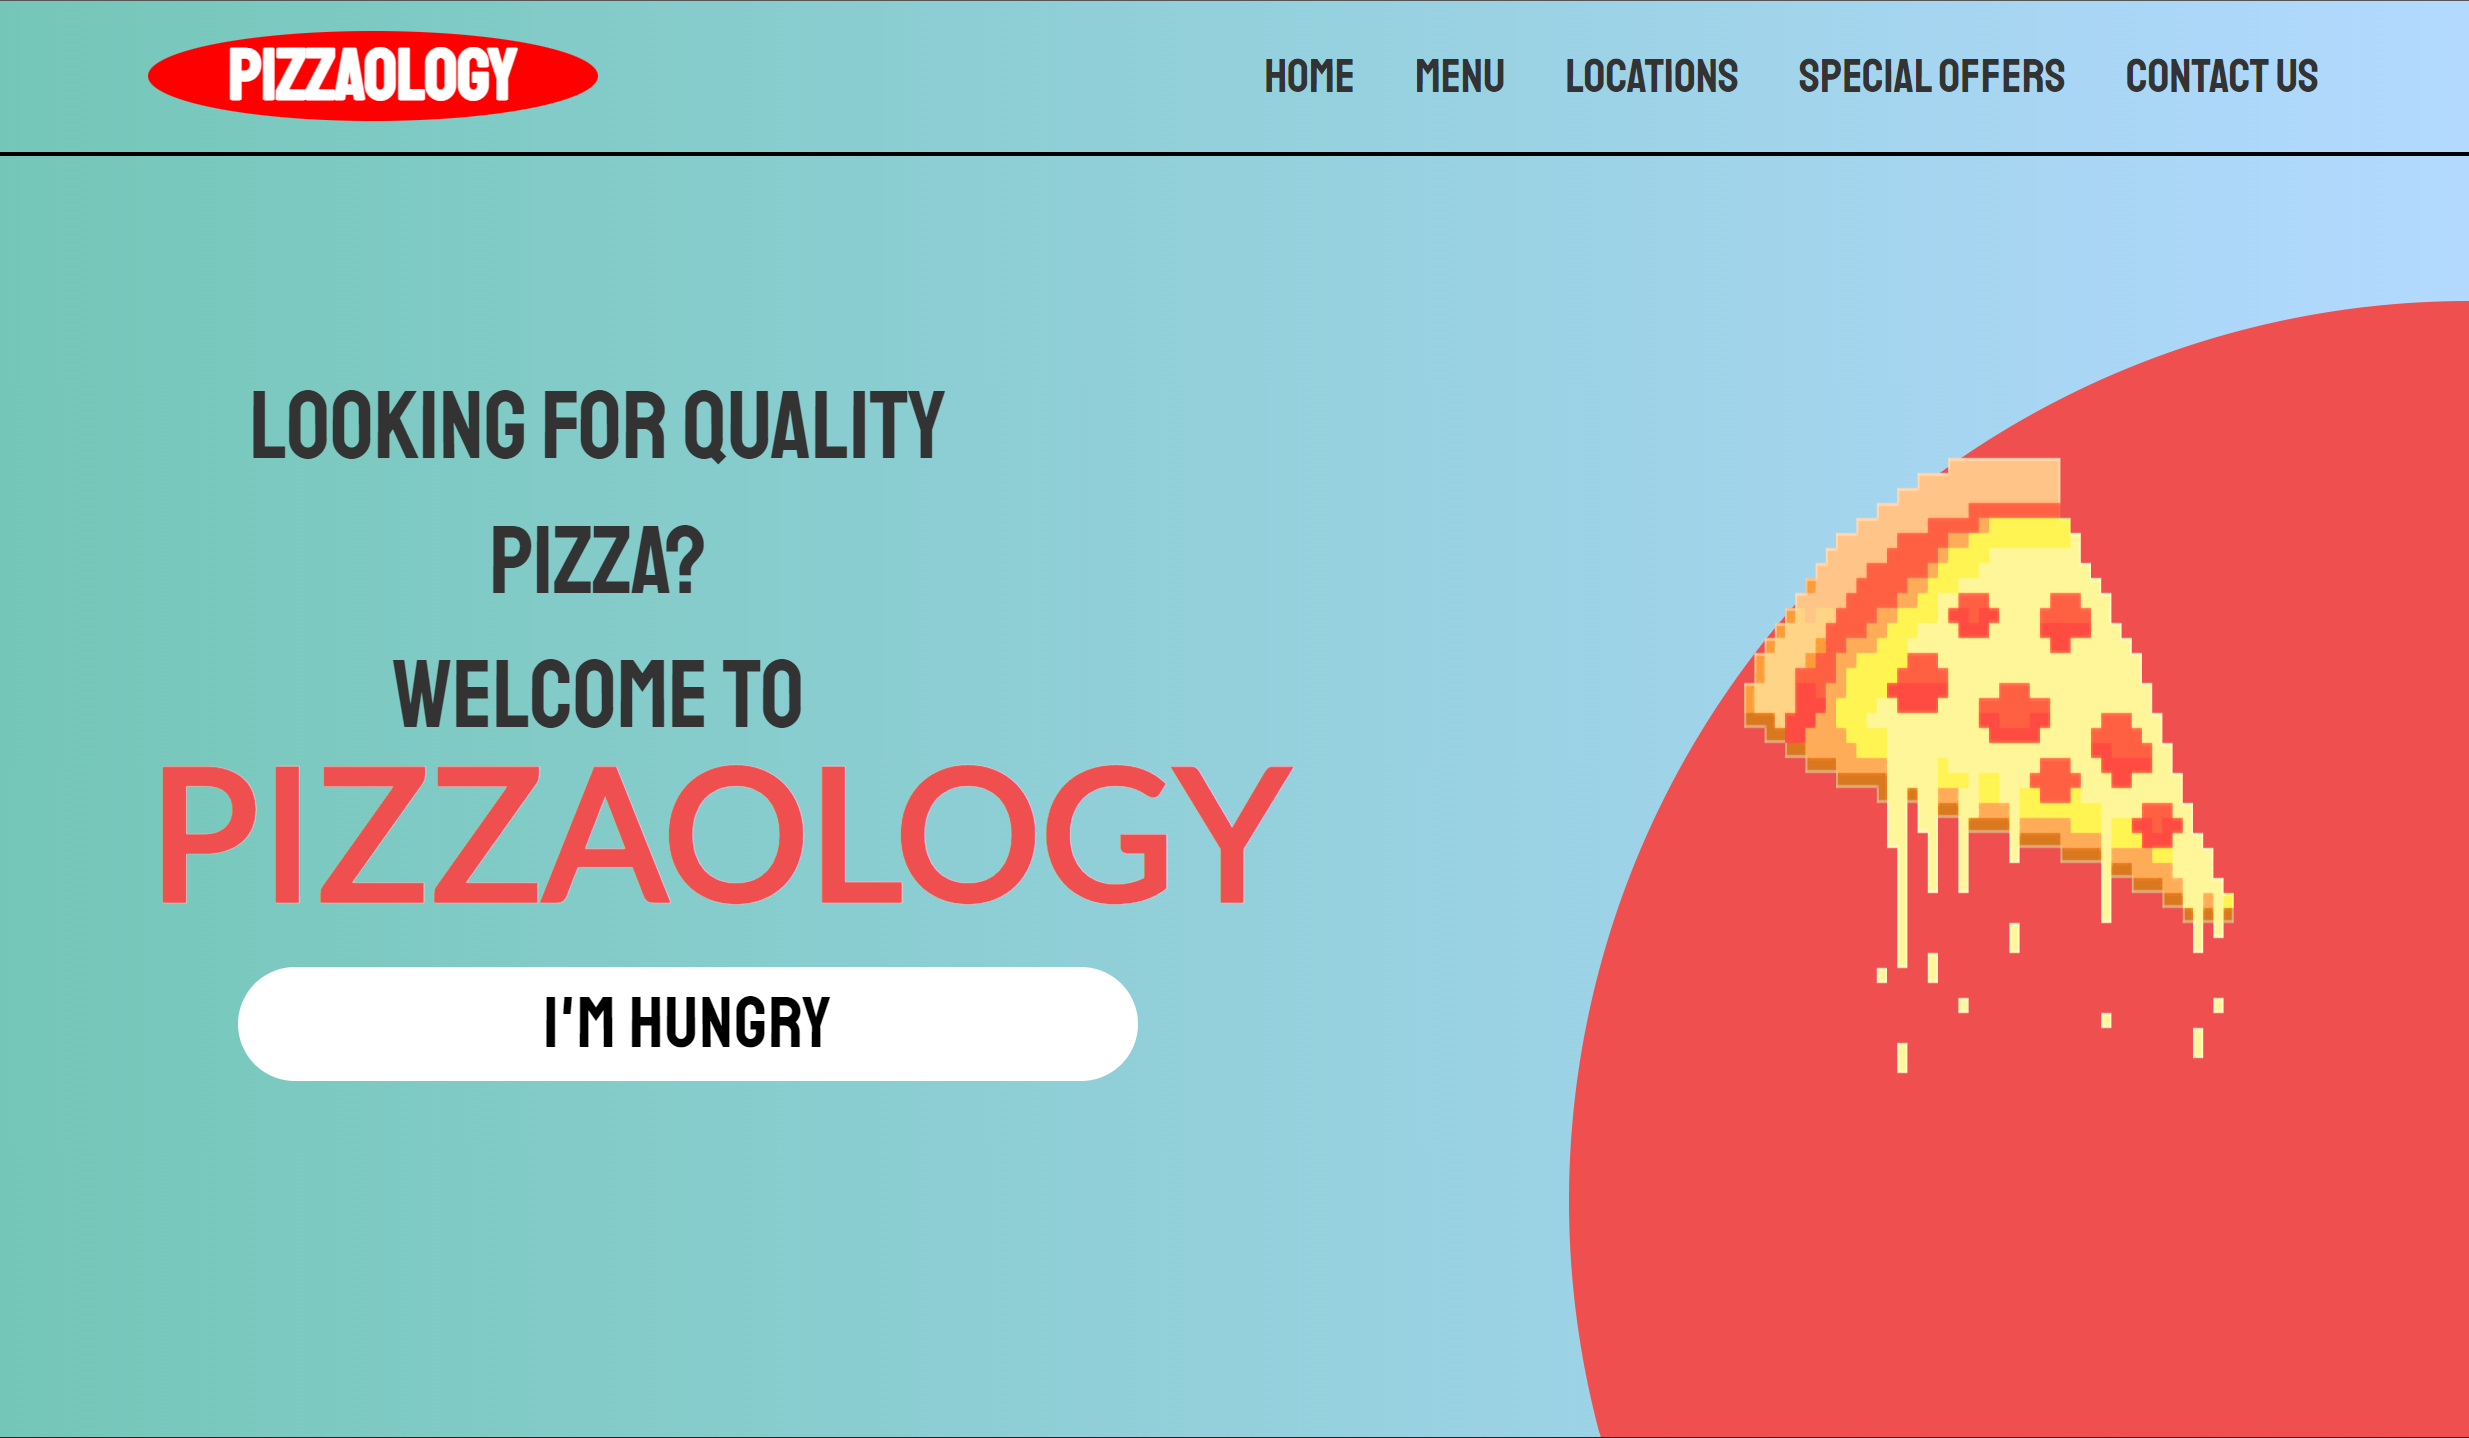 PIZZAOLOGY
HOME MENU LOCATIONS SPECIAL OFFERS CONTACT US
LOOKING FOR QUALITY
PIZZA?
WELCOME TO
PIZZAOLOGY
I'M HUNGRY